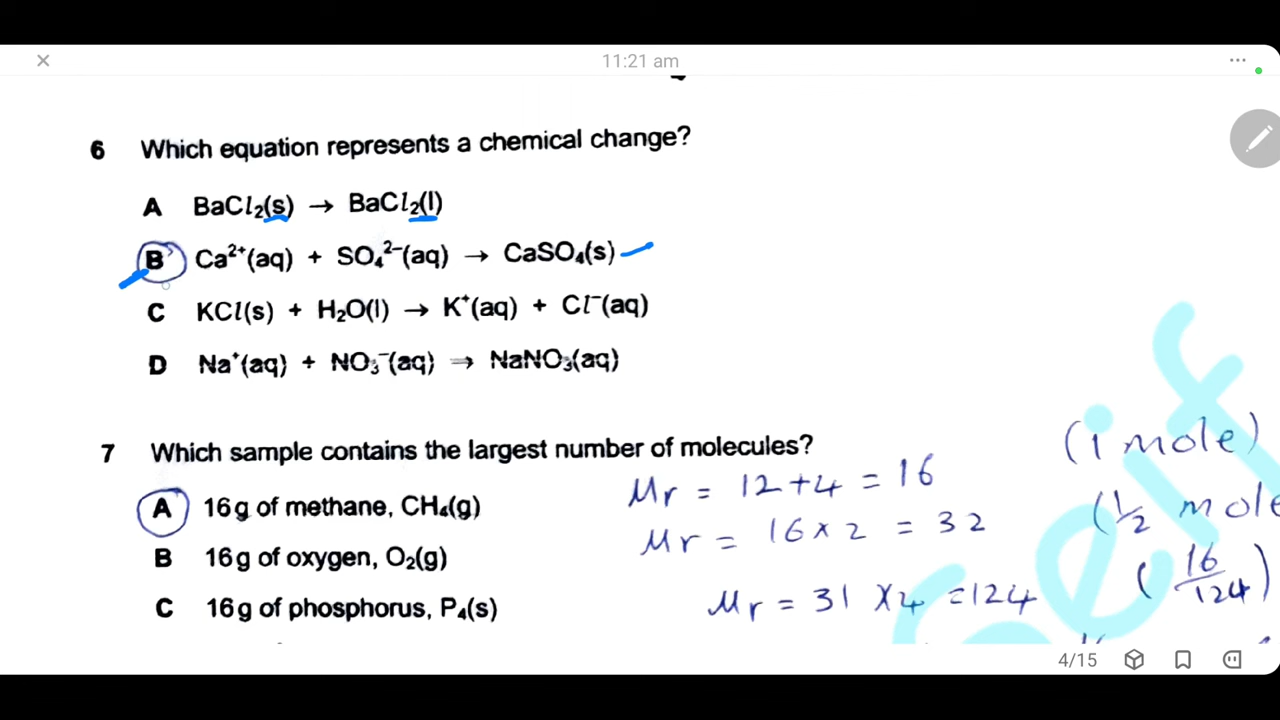 11:21 am
6 Which equation represents a chemical change?
A BaCl₂(s) → BaCl₂(l)
B Ca²⁺(aq) + SO₄²⁻(aq) → CaSO₄(s)
C KCl(s) + H₂O(l) → K⁺(aq) + Cl⁻(aq)
D Na⁺(aq) + NO₃⁻(aq) → NaNO₃(aq)
7 Which sample contains the largest number of molecules?
A 16g of methane, CH₄(g) Mr = 12+4 = 16 (1 mole)
B 16g of oxygen, O₂(g) Mr = 16×2 = 32 (1/2 mole
C 16g of phosphorus, P₄(s) Mr = 31 ×4 =124 (16/124)
4/15